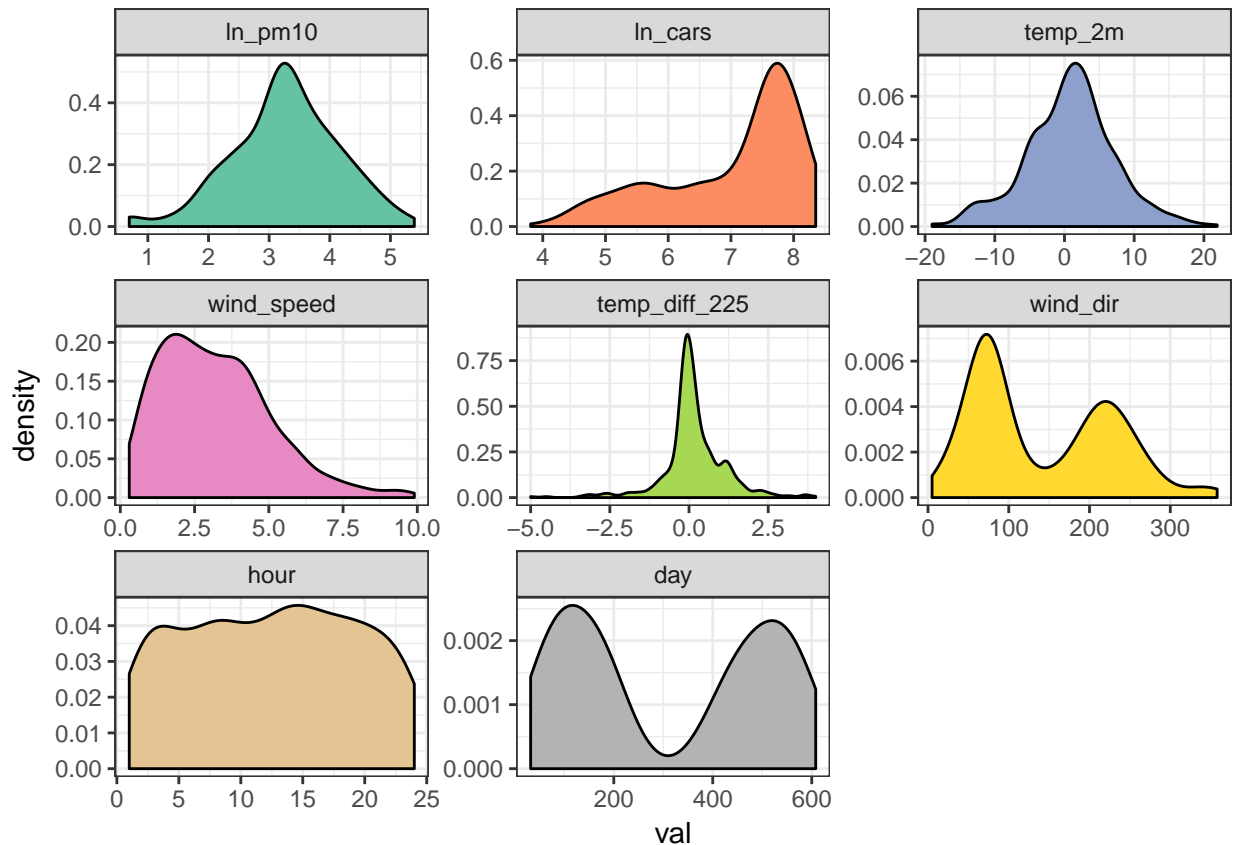 ln_pm10 ln_cars temp_2m
0.4
0.2
0.0
1 2 3 4 5
0.6
0.4
0.2
0.0
4 5 6 7 8
0.06
0.04
0.02
0.00
−20 −10 0 10 20
wind_speed temp_diff_225 wind_dir
0.20
0.15
0.10
0.05
0.00
0.0 2.5 5.0 7.5 10.0
0.75
0.50
0.25
0.00
−5.0 −2.5 0.0 2.5
0.006
0.004
0.002
0.000
0 100 200 300
hour day
0.04
0.03
0.02
0.01
0.00
0 5 10 15 20 25
0.002
0.001
0.000
200 400 600
density
val